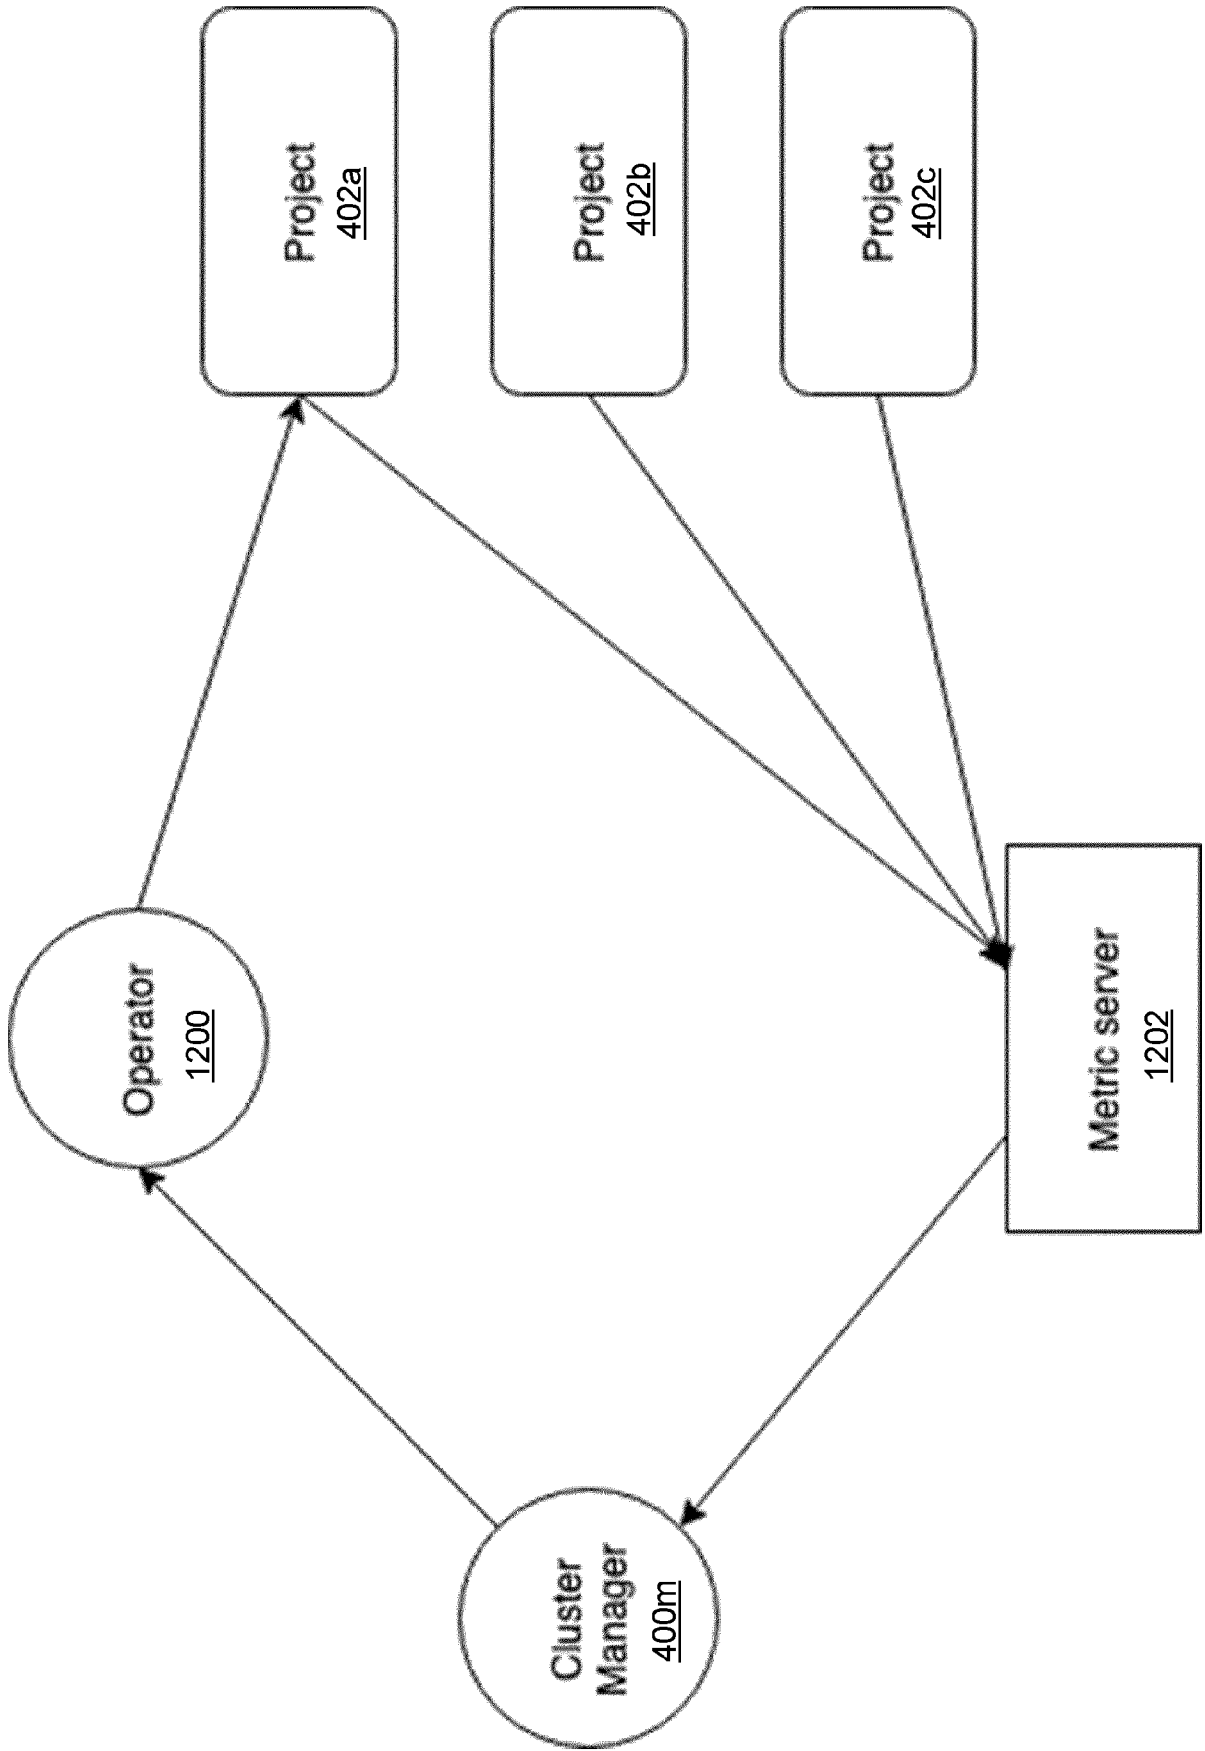 Operator
1200
Project
402a
Project
402b
Project
402c
Cluster
Manager
400m
Metric server
1202